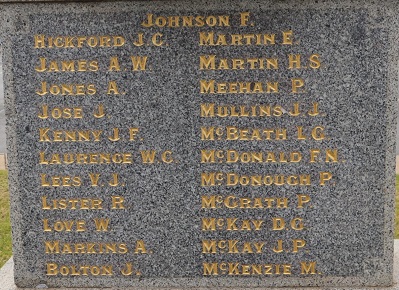 JOHNSON F.
HICKFORD J.C.
MARTIN E.
JAMES A.W.
MARTIN H.S.
JONES A.
MEEHAN P.
JOSE J.
MULLINS J.J.
KENNY J.F.
MCBEATH L.C.
LAURENCE W.C.
MCDONALD F.N.
LEES V.J.
MCDONOUGH P.
LISTER R.
MCGRATH P.
LOVE W.
MCKAY D.G.
MARKINS A.
MCKAY J.P.
BOLTON J.
MCKENZIE M.